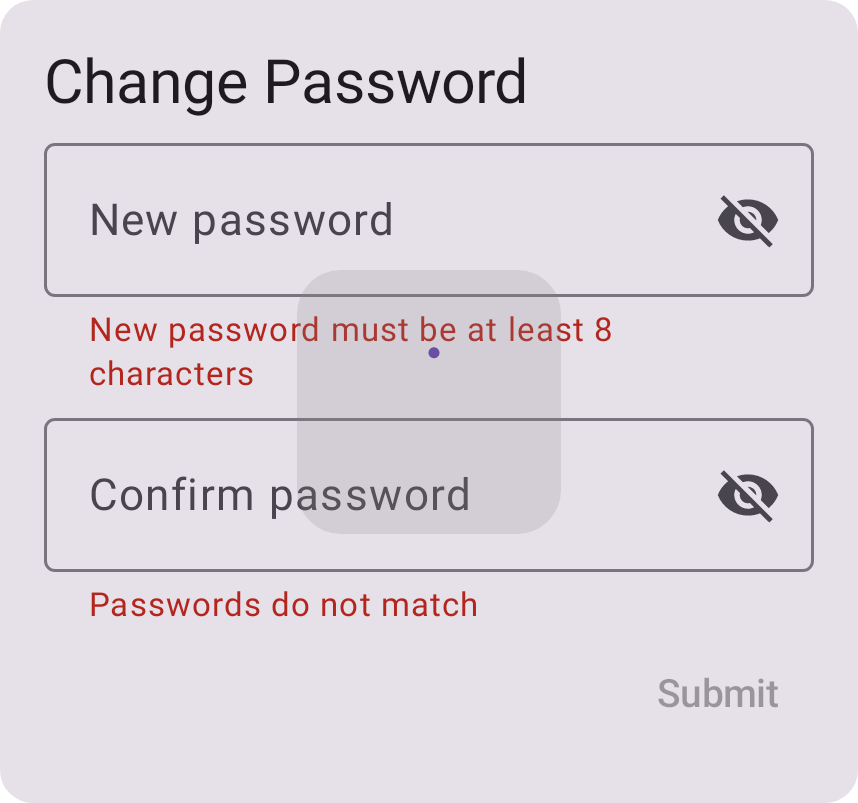 Change Password
New password
New password must be at least 8
characters
Confirm password
Passwords do not match
Submit